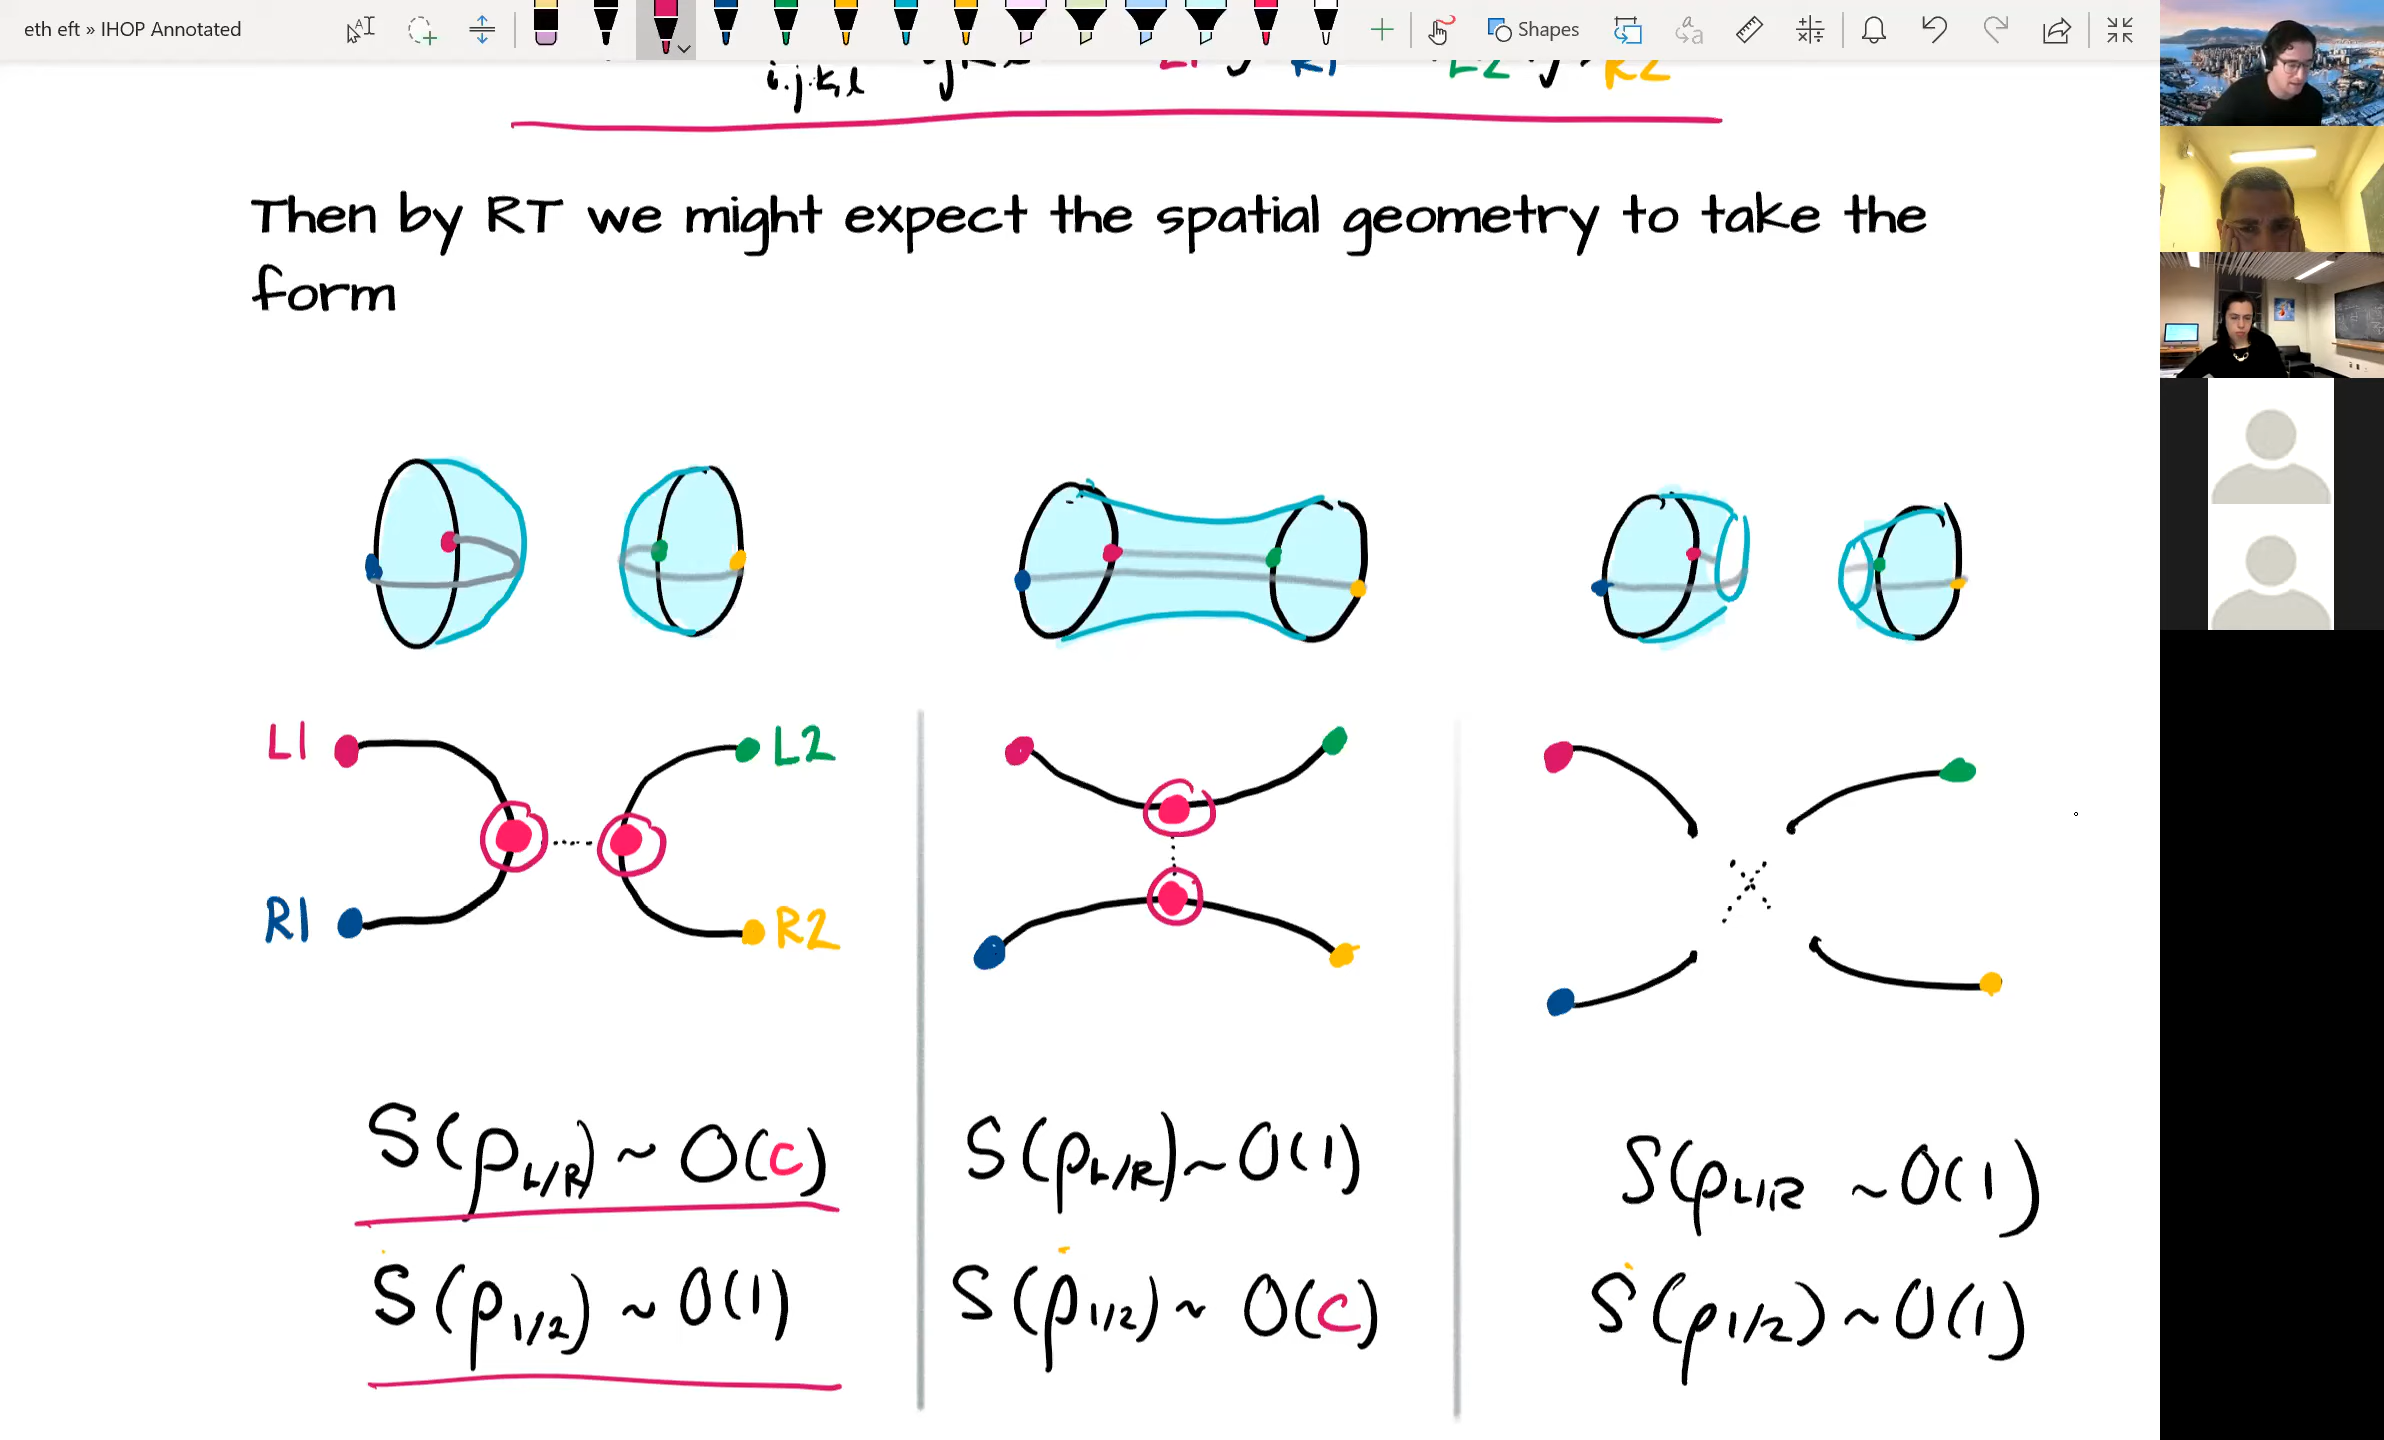 eth eft » IHOP Annotated
Shapes
i.j.k,l
Then by RT we might expect the spatial geometry to take the
form
L1 L2
R1 R2
S(ρL/R) ~ O(c) S(ρL/R) ~ O(1) S(ρL/R ~ O(1)
S(ρ1/2) ~ O(1) S(ρ1/2) ~ O(c) S(ρ1/2) ~ O(1)